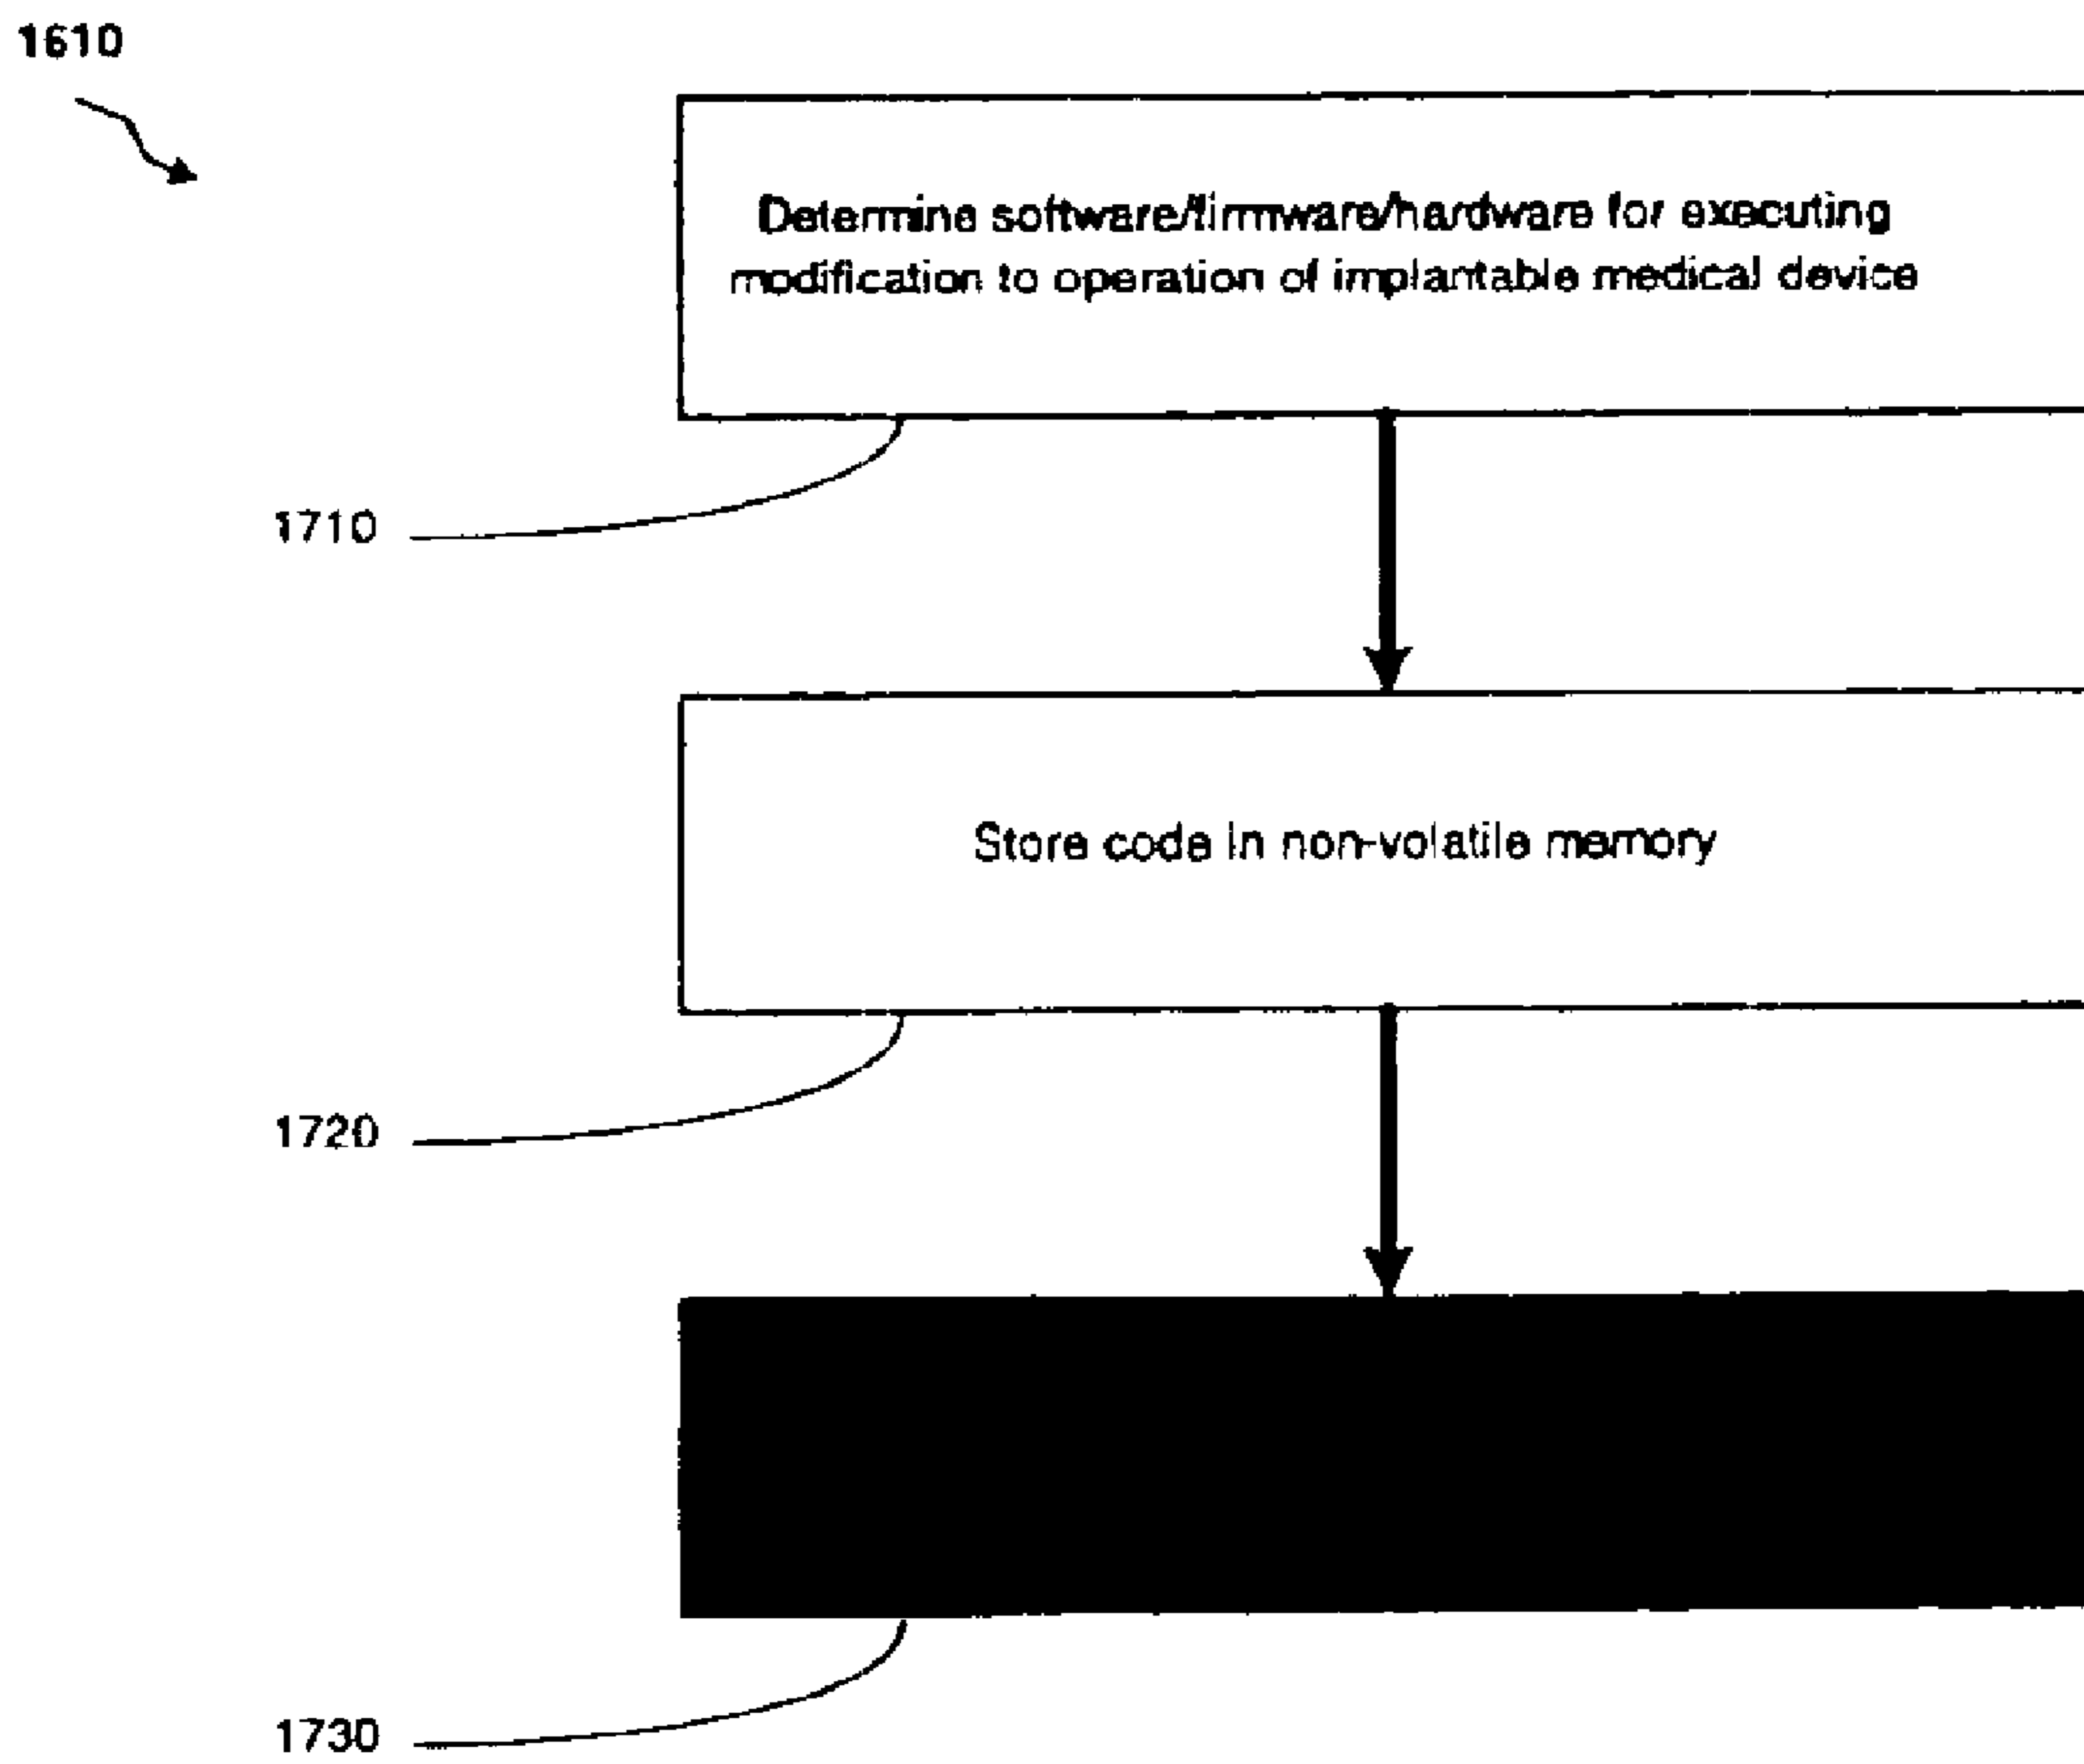 1610
Determine software/firmware/hardware for executing
modification to operation of implantable medical device
1710
Store code in non-volatile memory
1720
1730